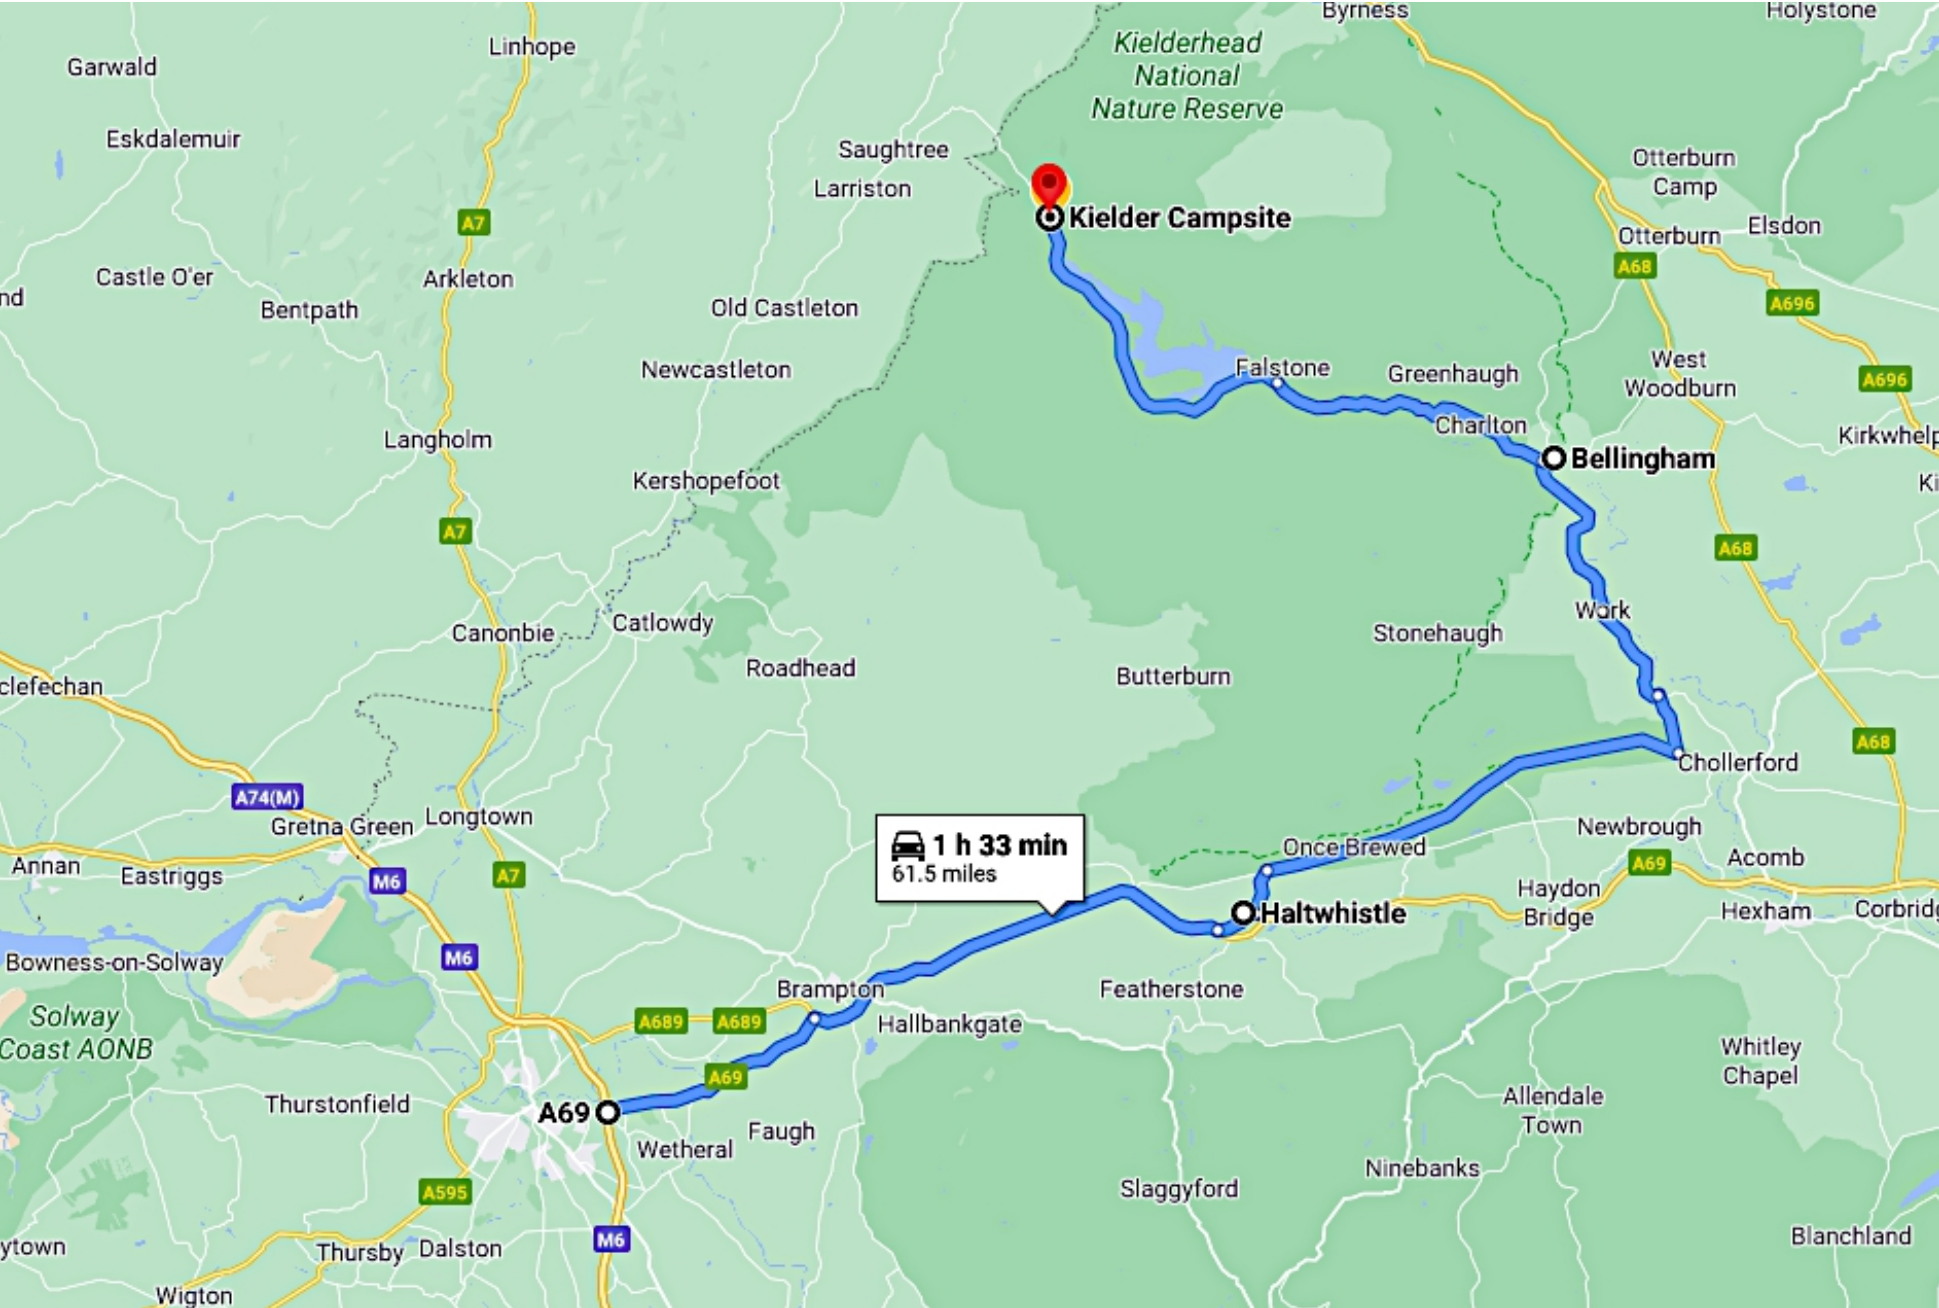 Byrness
Holystone
Linhope
Kielderhead
National
Nature Reserve
Garwald
Eskdalemuir
Saughtree
Larriston
Otterburn
Camp
A7
Kielder Campsite
Elsdon
Otterburn
A68
Castle O'er
Arkleton
nd
Bentpath
Old Castleton
A696
Newcastleton
Falstone
Greenhaugh
West
Woodburn
A696
Langholm
Charlton
Kirkwhelp
Bellingham
Kershopefoot
Ki
A7
A68
Wark
Canonbie
Catlowdy
Stonehaugh
Roadhead
Butterburn
clefechan
A68
Chollerford
A74(M)
Longtown
Gretna Green
Newbrough
1 h 33 min
61.5 miles
Once Brewed
Annan
Eastriggs
M6
A7
A69
Acomb
Haydon
Bridge
Haltwhistle
Hexham
Corbridg
M6
Bowness-on-Solway
Brampton
Featherstone
Solway
Coast AONB
A689
A689
Hallbankgate
Whitley
Chapel
A69
Thurstonfield
A69
Allendale
Town
Faugh
Wetheral
Ninebanks
A595
Slaggyford
M6
ytown
Thursby
Dalston
Blanchland
Wigton